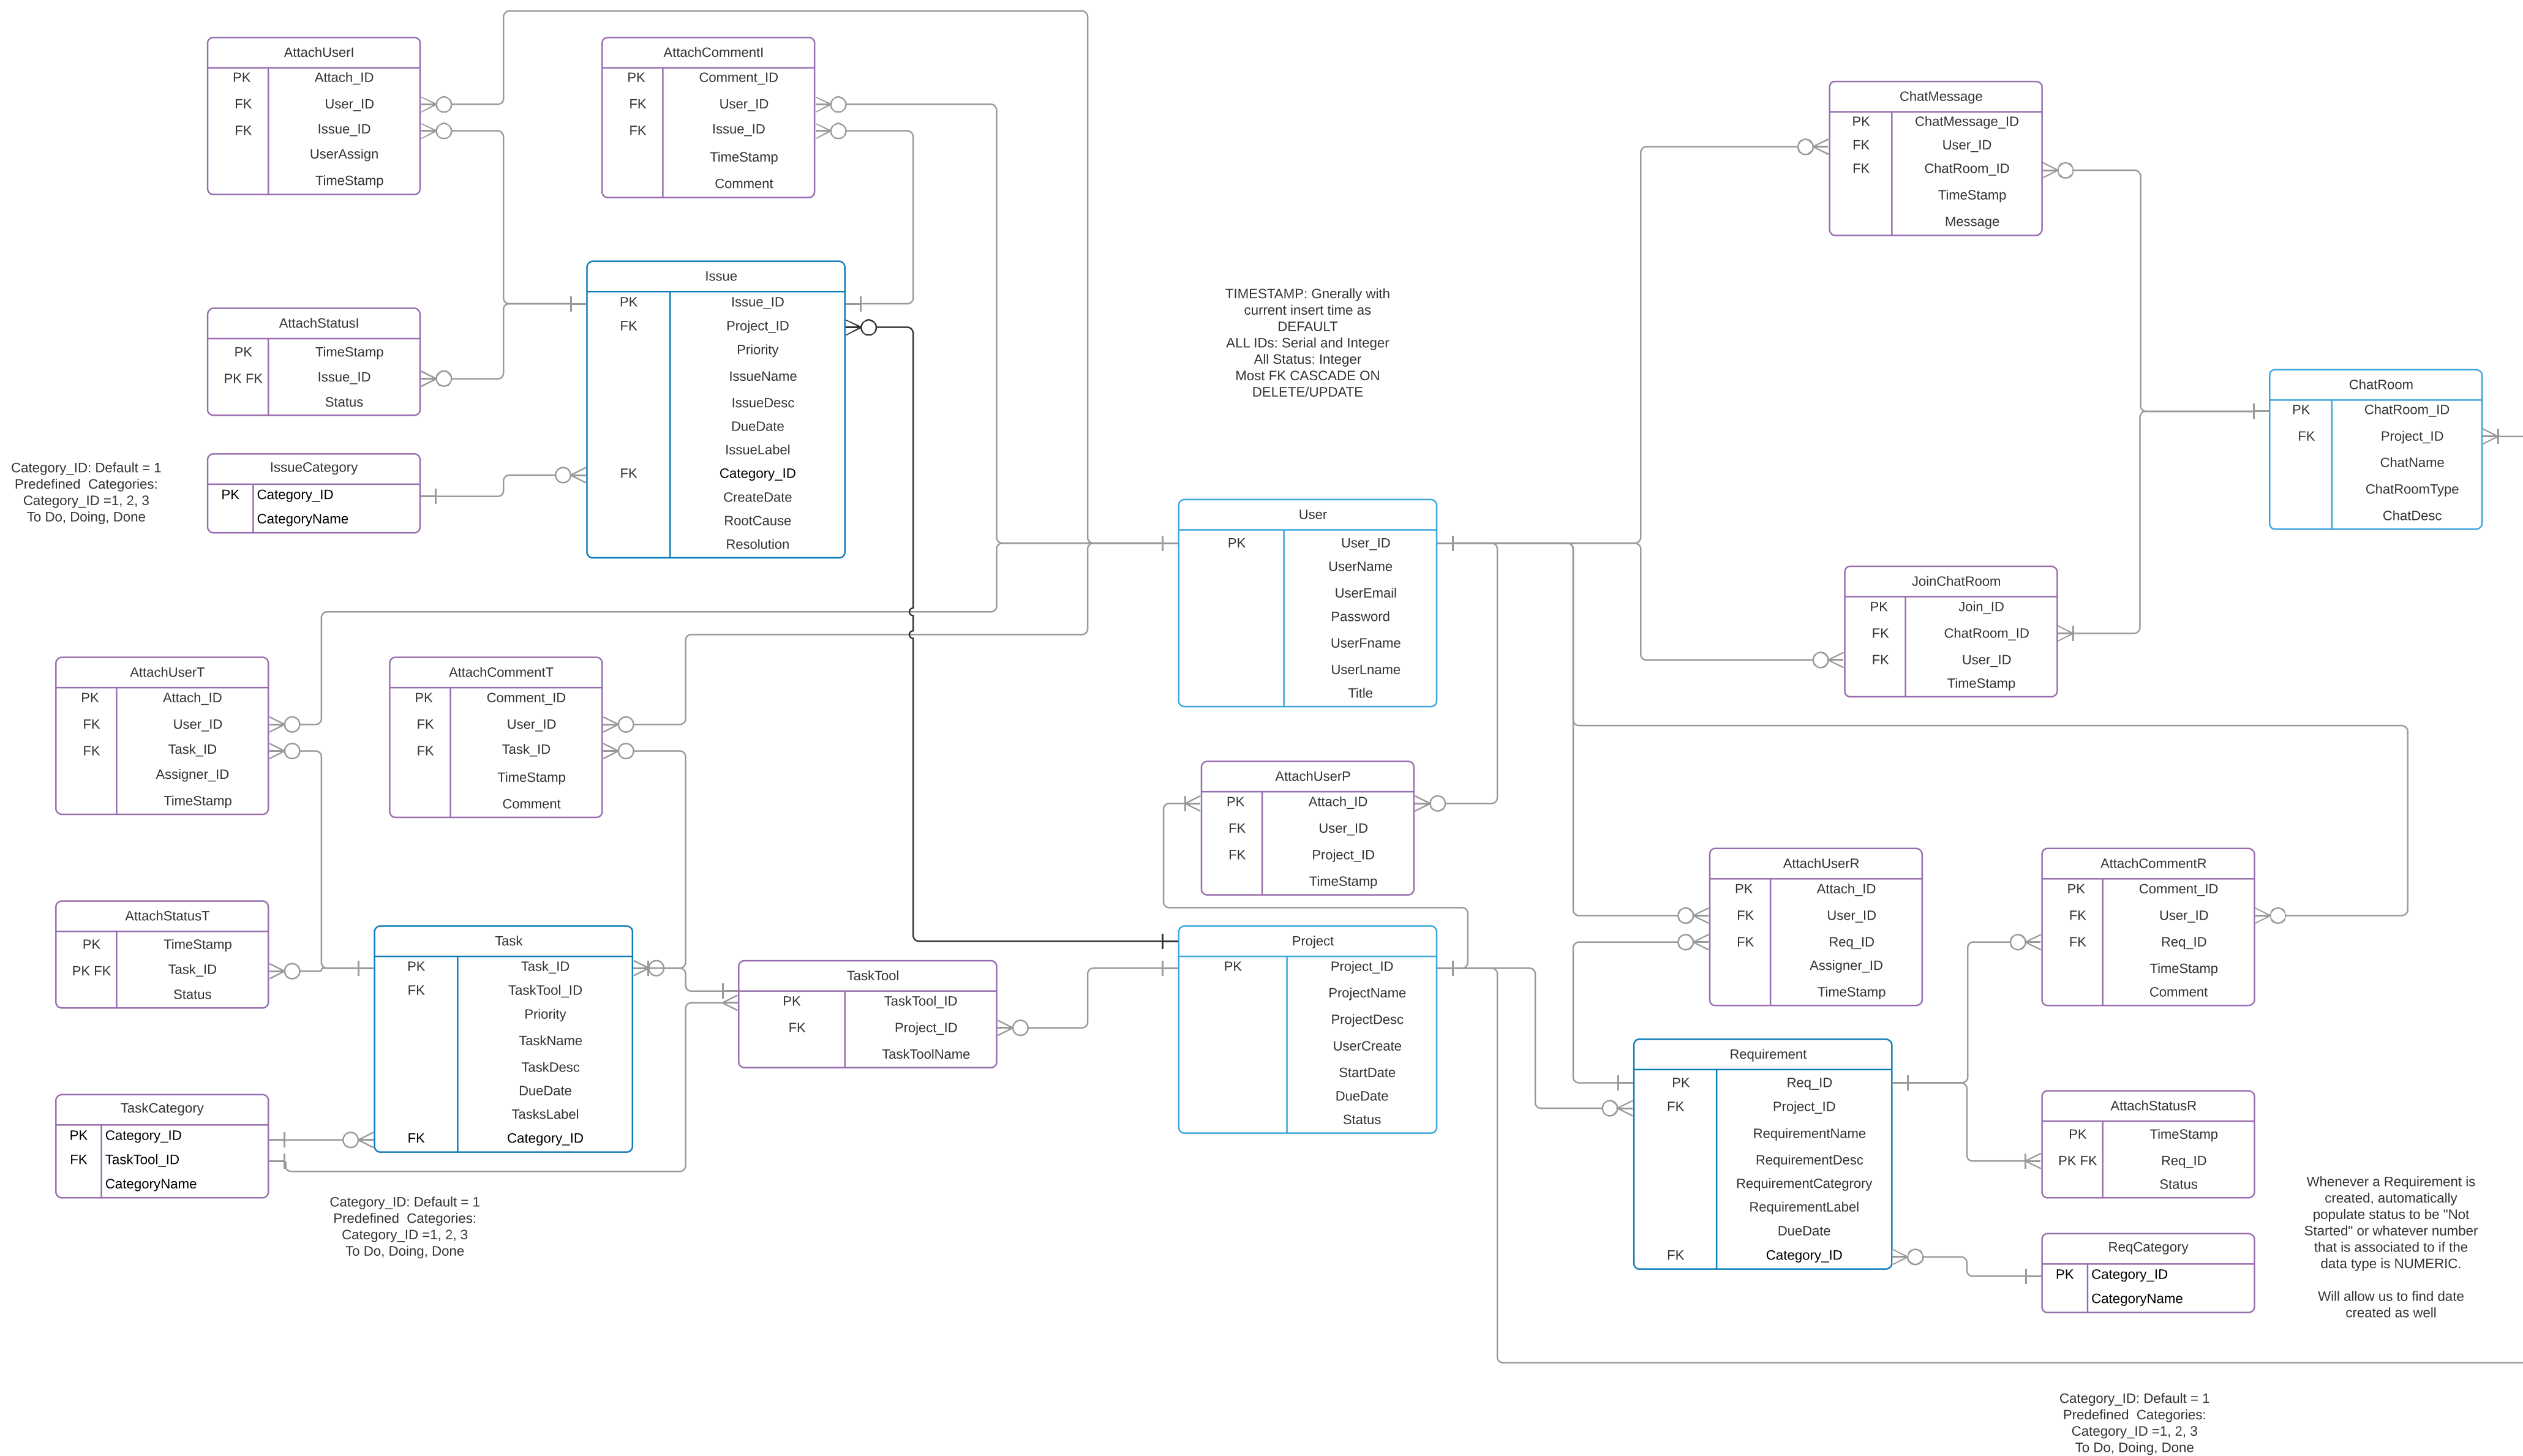 AttachUserI
PK Attach_ID
FK User_ID
FK Issue_ID
UserAssign
TimeStamp
AttachCommentI
PK Comment_ID
FK User_ID
FK Issue_ID
TimeStamp
Comment
ChatMessage
PK ChatMessage_ID
FK User_ID
FK ChatRoom_ID
TimeStamp
Message
Issue
PK Issue_ID
FK Project_ID
Priority
IssueName
IssueDesc
DueDate
IssueLabel
FK Category_ID
CreateDate
RootCause
Resolution
AttachStatusI
PK TimeStamp
PK FK Issue_ID
Status
TIMESTAMP: Gnerally with
current insert time as
DEFAULT
ALL IDs: Serial and Integer
All Status: Integer
Most FK CASCADE ON
DELETE/UPDATE
ChatRoom
PK ChatRoom_ID
FK Project_ID
ChatName
ChatRoomType
ChatDesc
Category_ID: Default = 1
Predefined Categories:
Category_ID =1, 2, 3
To Do, Doing, Done
IssueCategory
PK Category_ID
CategoryName
User
PK User_ID
UserName
UserEmail
Password
UserFname
UserLname
Title
JoinChatRoom
PK Join_ID
FK ChatRoom_ID
FK User_ID
TimeStamp
AttachUserT
PK Attach_ID
FK User_ID
FK Task_ID
Assigner_ID
TimeStamp
AttachCommentT
PK Comment_ID
FK User_ID
FK Task_ID
TimeStamp
Comment
AttachUserP
PK Attach_ID
FK User_ID
FK Project_ID
TimeStamp
AttachUserR
PK Attach_ID
FK User_ID
FK Req_ID
Assigner_ID
TimeStamp
AttachCommentR
PK Comment_ID
FK User_ID
FK Req_ID
TimeStamp
Comment
AttachStatusT
PK TimeStamp
PK FK Task_ID
Status
Task
PK Task_ID
FK TaskTool_ID
Priority
TaskName
TaskDesc
DueDate
TasksLabel
FK Category_ID
TaskTool
PK TaskTool_ID
FK Project_ID
TaskToolName
Project
PK Project_ID
ProjectName
ProjectDesc
UserCreate
StartDate
DueDate
Status
Requirement
PK Req_ID
FK Project_ID
RequirementName
RequirementDesc
RequirementCategrory
RequirementLabel
DueDate
FK Category_ID
AttachStatusR
PK TimeStamp
PK FK Req_ID
Status
TaskCategory
PK Category_ID
FK TaskTool_ID
CategoryName
Category_ID: Default = 1
Predefined Categories:
Category_ID =1, 2, 3
To Do, Doing, Done
ReqCategory
PK Category_ID
CategoryName
Whenever a Requirement is
created, automatically
populate status to be "Not
Started" or whatever number
that is associated to if the
data type is NUMERIC.
Will allow us to find date
created as well
Category_ID: Default = 1
Predefined Categories:
Category_ID =1, 2, 3
To Do, Doing, Done